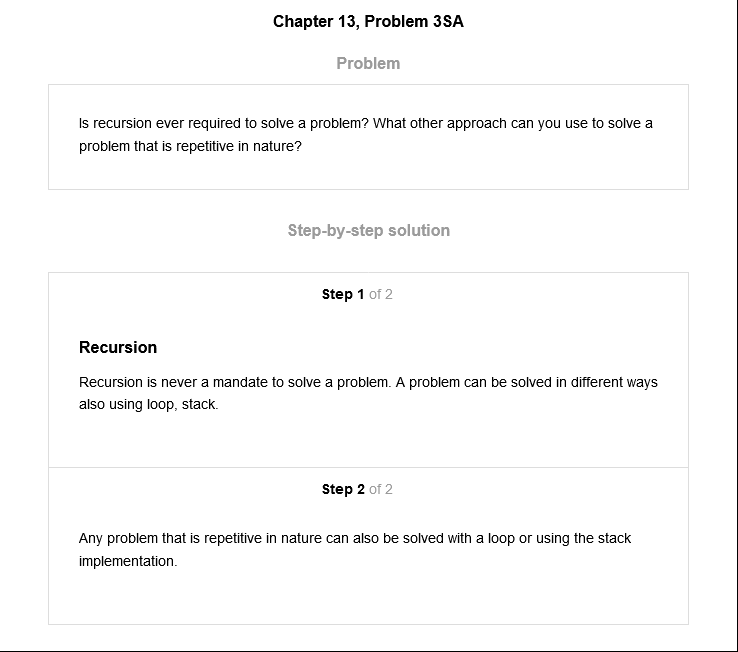 Chapter 13, Problem 3SA
Problem
Is recursion ever required to solve a problem? What other approach can you use to solve a
problem that is repetitive in nature?
Step-by-step solution
Step 1 of 2
Recursion
Recursion is never a mandate to solve a problem. A problem can be solved in different ways
also using loop, stack.
Step 2 of 2
Any problem that is repetitive in nature can also be solved with a loop or using the stack
implementation.